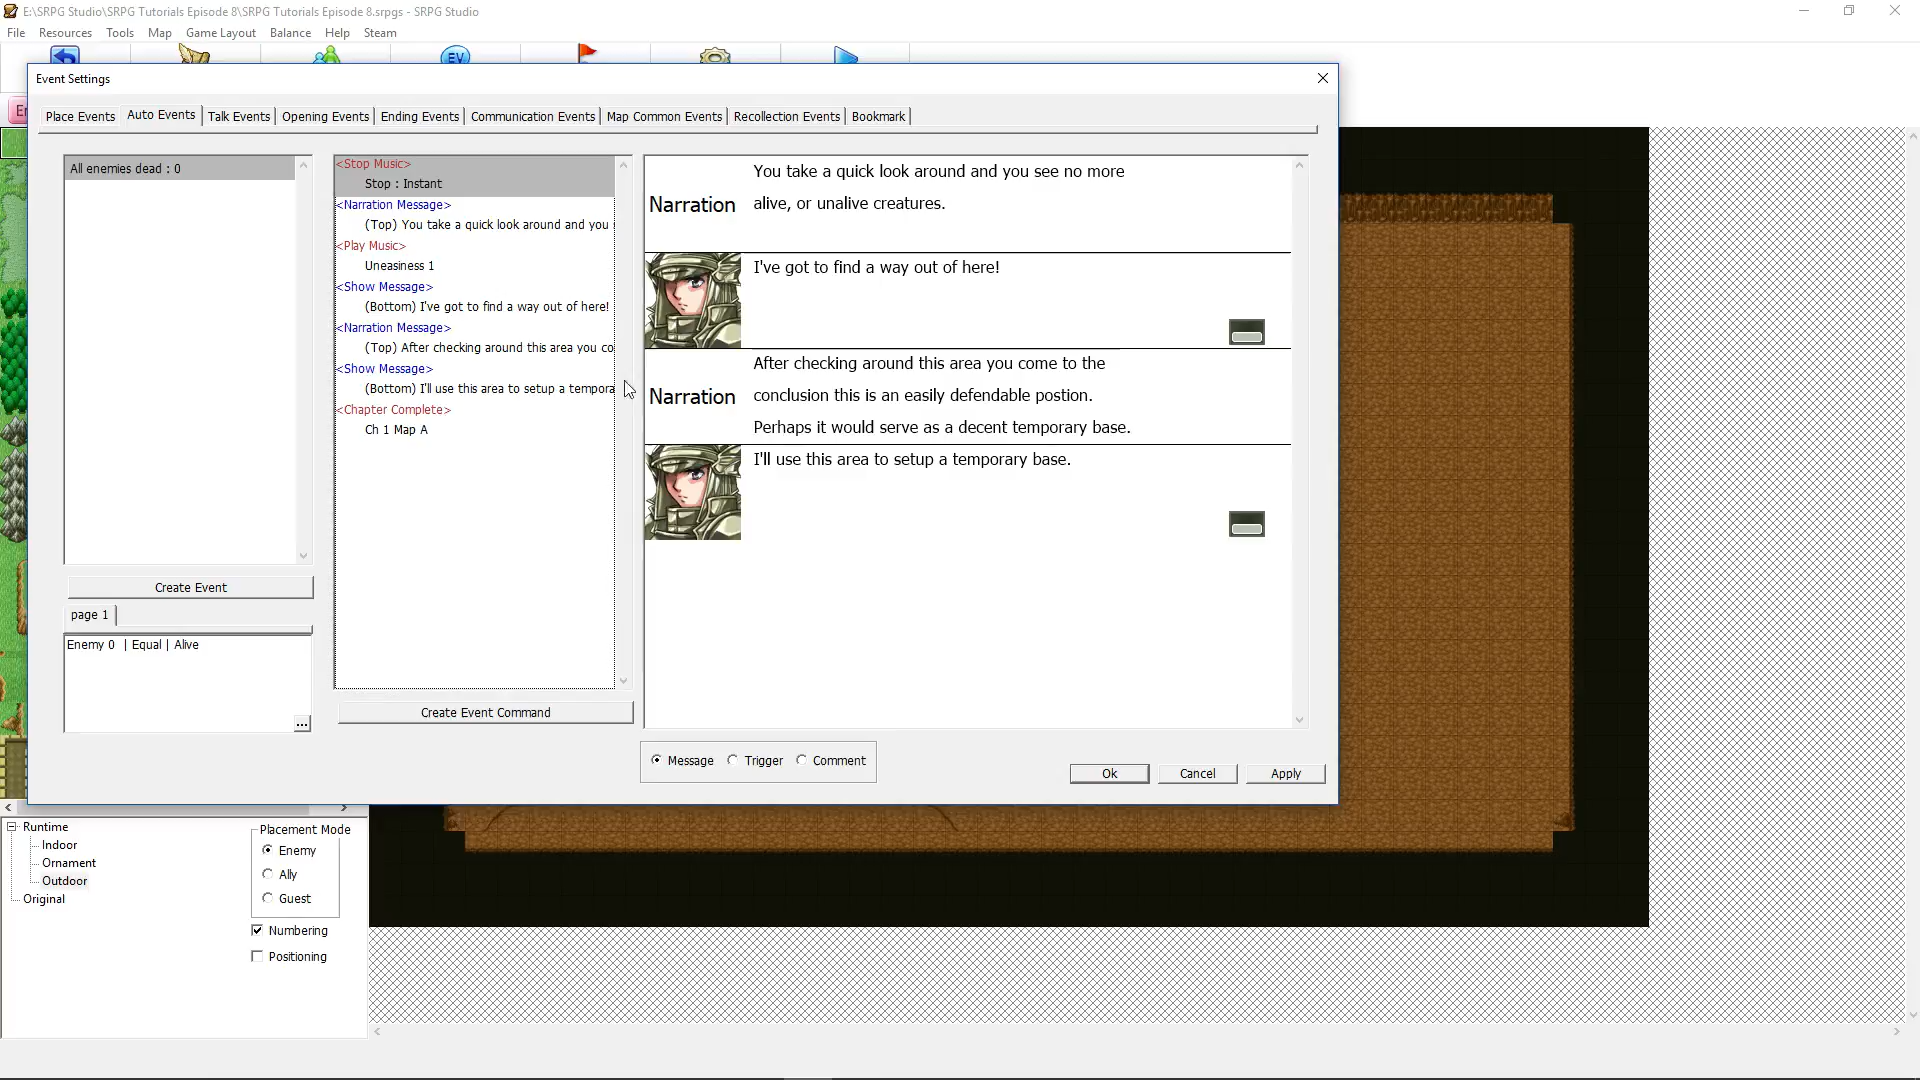 E:\SRPG Studio\SRPG Tutorials Episode 8\SRPG Tutorials Episode 8.srpgs - SRPG Studio
File Resources Tools Map Game Layout Balance Help Steam
EV
Event Settings
Place Events Auto Events Talk Events Opening Events Ending Events Communication Events Map Common Events Recollection Events Bookmark
All enemies dead : 0
Create Event
page 1
Enemy 0 | Equal | Alive
...
<Stop Music>
Stop : Instant
<Narration Message>
(Top) You take a quick look around and you
<Play Music>
Uneasiness 1
<Show Message>
(Bottom) I've got to find a way out of here!
<Narration Message>
(Top) After checking around this area you co
<Show Message>
(Bottom) I'll use this area to setup a tempora
<Chapter Complete>
Ch 1 Map A
Create Event Command
Narration
You take a quick look around and you see no more
alive, or unalive creatures.
I've got to find a way out of here!
Narration
After checking around this area you come to the
conclusion this is an easily defendable postion.
Perhaps it would serve as a decent temporary base.
I'll use this area to setup a temporary base.
Message Trigger Comment
Ok Cancel Apply
Runtime
Indoor
Ornament
Outdoor
Original
Placement Mode
Enemy
Ally
Guest
Numbering
Positioning